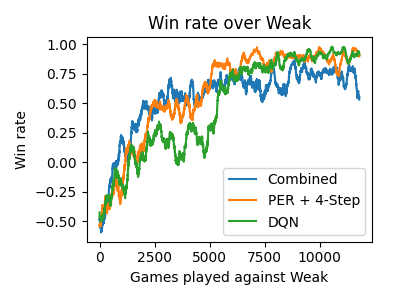 Win rate over Weak
1.00
0.75
0.50
0.25
0.00
−0.25
−0.50
Win rate
Combined
PER + 4-Step
DQN
0
2500
5000
7500
10000
Games played against Weak